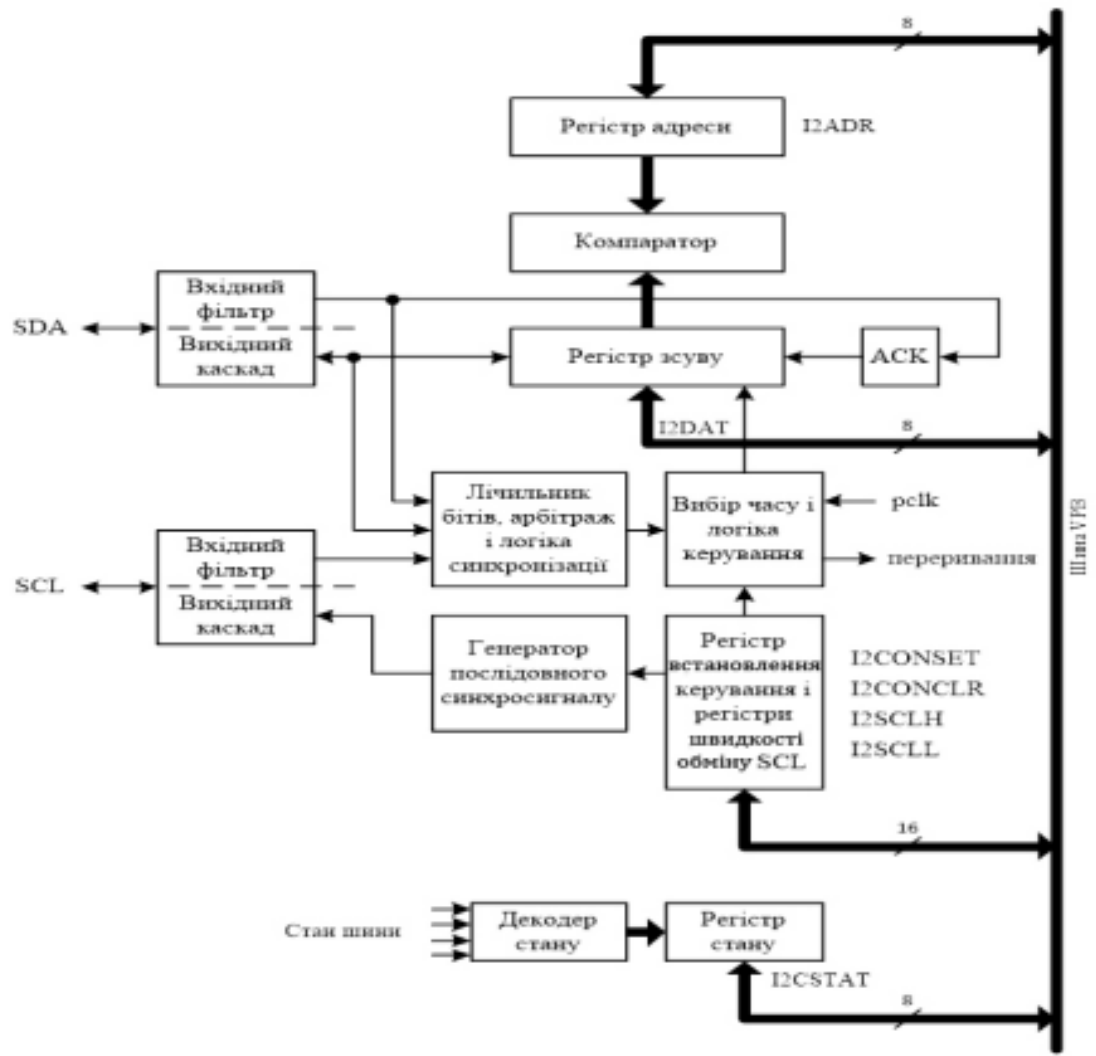 8
Регістр адреси
I2ADR
Компаратор
Вхідний
фільтр
SDA
Вихідний
каскад
Регістр зсуву
ACK
I2DAT
8
Лічильник
бітів, арбітраж
і логіка
синхронізації
Вибір часу і
логіка
керування
pclk
переривання
Шина VPB
Вхідний
фільтр
SCL
Вихідний
каскад
Генератор
послідовного
синхросигналу
Регістр
встановлення
керування і
регістри
швидкості
обміну SCL
I2CONSET
I2CONCLR
I2SCLH
I2SCLL
16
Стан шини
Декодер
стану
Регістр
стану
I2CSTAT
8